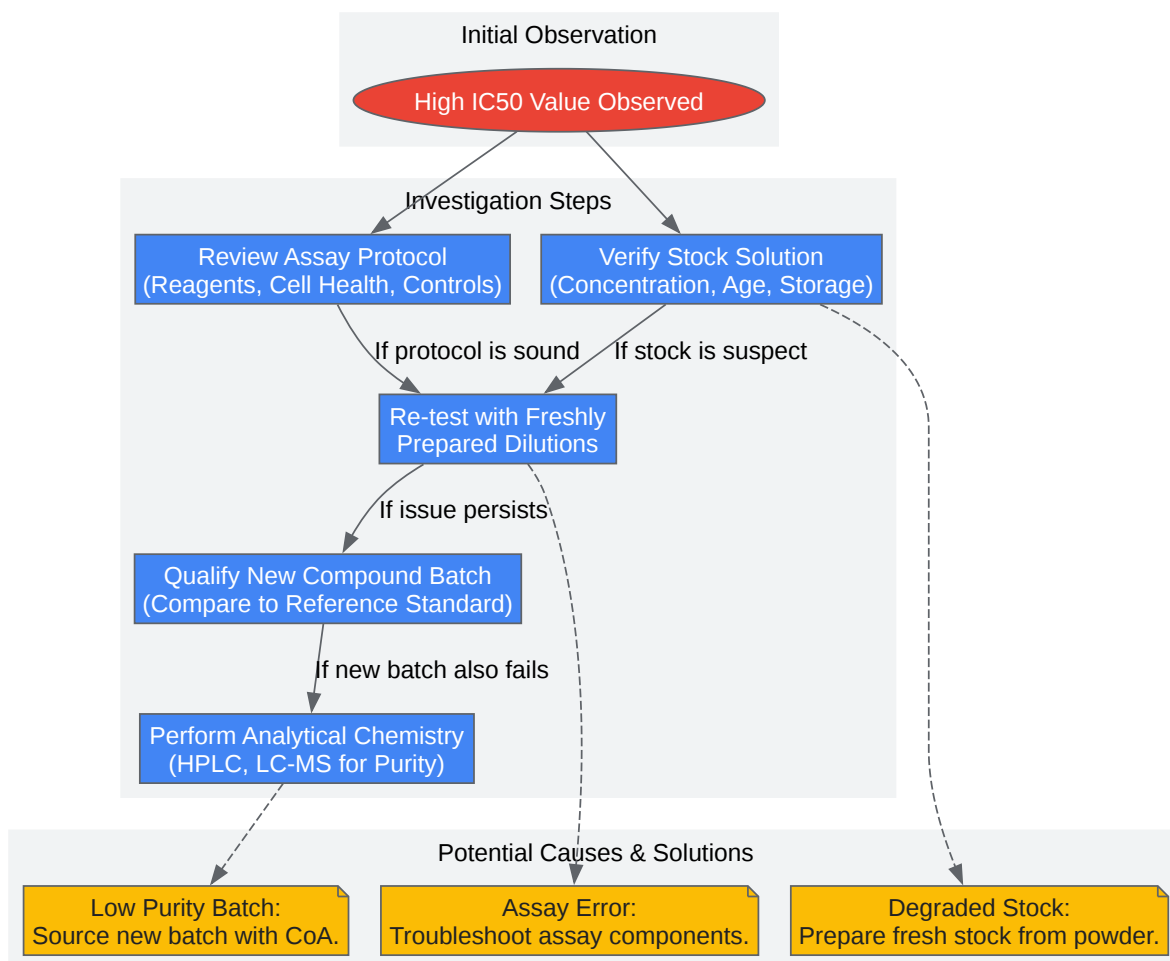 Initial Observation
High IC50 Value Observed
Investigation Steps
Review Assay Protocol
(Reagents, Cell Health, Controls)
Verify Stock Solution
(Concentration, Age, Storage)
If protocol is sound
If stock is suspect
Re-test with Freshly
Prepared Dilutions
If issue persists
Qualify New Compound Batch
(Compare to Reference Standard)
If new batch also fails
Perform Analytical Chemistry
(HPLC, LC-MS for Purity)
Potential Causes & Solutions
Low Purity Batch:
Source new batch with CoA.
Assay Error:
Troubleshoot assay components.
Degraded Stock:
Prepare fresh stock from powder.